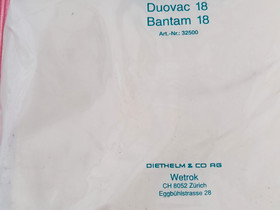 Duovac 18
Bantam 18
Art.-Nr.: 32500
DIETHELM & CO AG
Wetrok
CH 8052 Zürich
Eggbühlstrasse 28